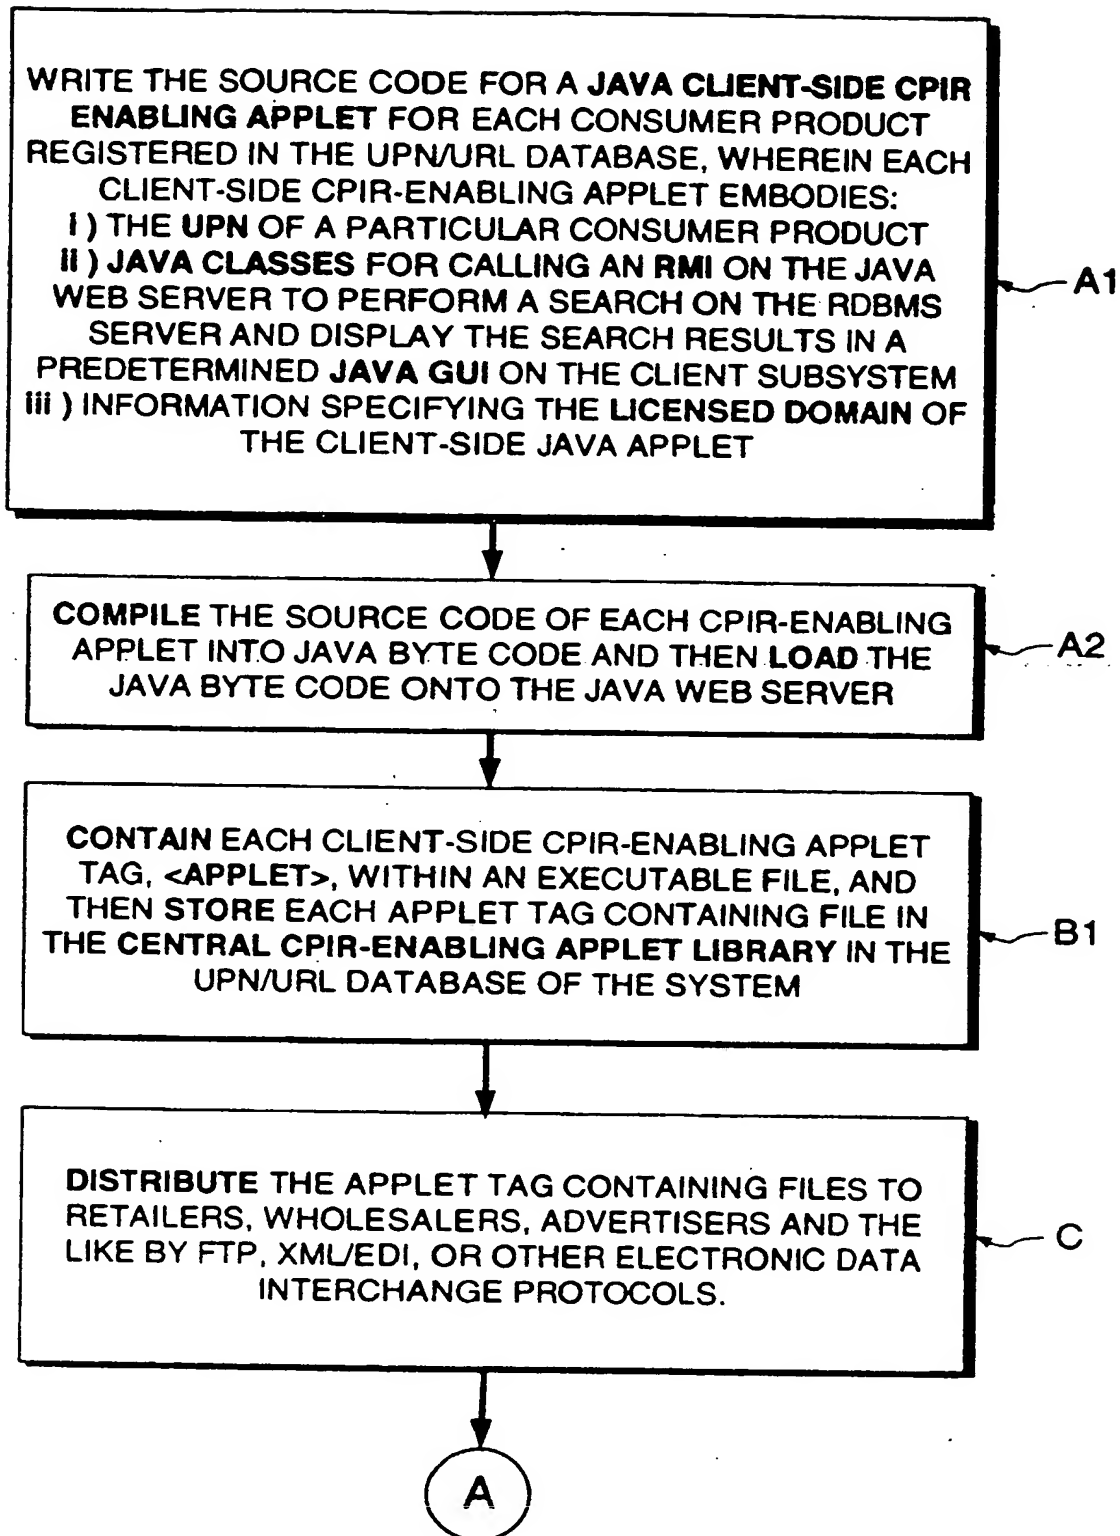 WRITE THE SOURCE CODE FOR A JAVA CLIENT-SIDE CPIR
ENABLING APPLET FOR EACH CONSUMER PRODUCT
REGISTERED IN THE UPN/URL DATABASE, WHEREIN EACH
CLIENT-SIDE CPIR-ENABLING APPLET EMBODIES:
i ) THE UPN OF A PARTICULAR CONSUMER PRODUCT
ii ) JAVA CLASSES FOR CALLING AN RMI ON THE JAVA
WEB SERVER TO PERFORM A SEARCH ON THE RDBMS
SERVER AND DISPLAY THE SEARCH RESULTS IN A
PREDETERMINED JAVA GUI ON THE CLIENT SUBSYSTEM
iii ) INFORMATION SPECIFYING THE LICENSED DOMAIN OF
THE CLIENT-SIDE JAVA APPLET
A1
COMPILE THE SOURCE CODE OF EACH CPIR-ENABLING
APPLET INTO JAVA BYTE CODE AND THEN LOAD THE
JAVA BYTE CODE ONTO THE JAVA WEB SERVER
A2
CONTAIN EACH CLIENT-SIDE CPIR-ENABLING APPLET
TAG, <APPLET>, WITHIN AN EXECUTABLE FILE, AND
THEN STORE EACH APPLET TAG CONTAINING FILE IN
THE CENTRAL CPIR-ENABLING APPLET LIBRARY IN THE
UPN/URL DATABASE OF THE SYSTEM
B1
DISTRIBUTE THE APPLET TAG CONTAINING FILES TO
RETAILERS, WHOLESALERS, ADVERTISERS AND THE
LIKE BY FTP, XML/EDI, OR OTHER ELECTRONIC DATA
INTERCHANGE PROTOCOLS.
C
A